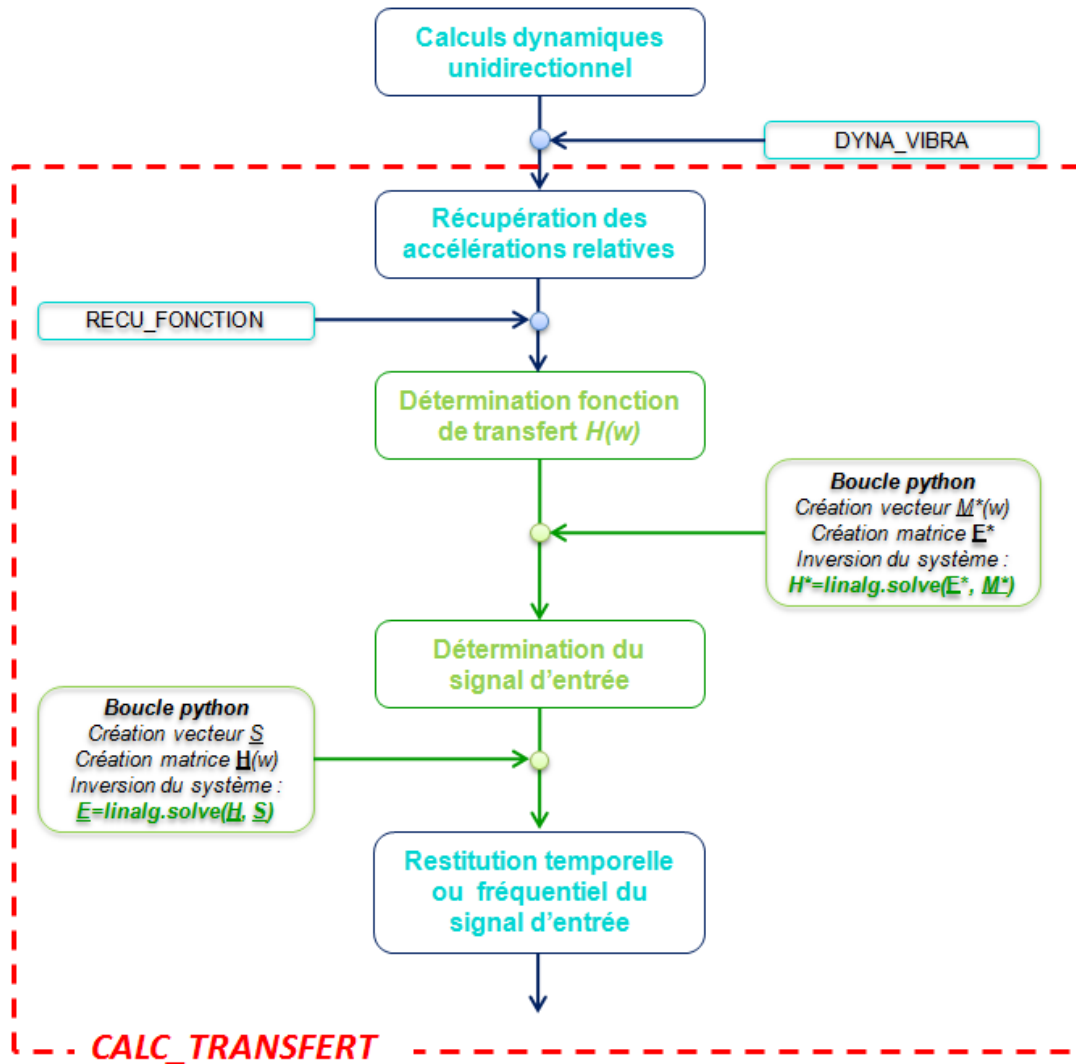 Calculs dynamiques
unidirectionnel
DYNA_VIBRA
Récupération des
accélérations relatives
RECU_FONCTION
Détermination fonction
de transfert H(w)
Boucle python
Création vecteur M*(w)
Création matrice E*
Inversion du système :
H*=linalg.solve(E*, M*)
Détermination du
signal d'entrée
Boucle python
Création vecteur S
Création matrice H(w)
Inversion du système :
E=linalg.solve(H, S)
Restitution temporelle
ou fréquentiel du
signal d'entrée
CALC_TRANSFERT